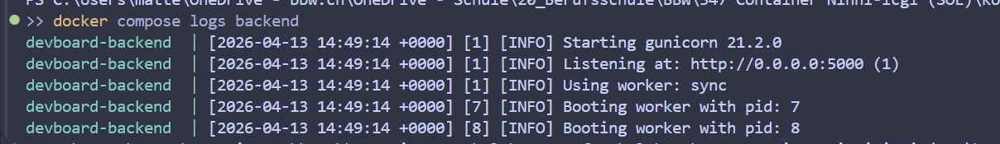 >> docker compose logs backend
devboard-backend  | [2026-04-13 14:49:14 +0000] [1] [INFO] Starting gunicorn 21.2.0
devboard-backend  | [2026-04-13 14:49:14 +0000] [1] [INFO] Listening at: http://0.0.0.0:5000 (1)
devboard-backend  | [2026-04-13 14:49:14 +0000] [1] [INFO] Using worker: sync
devboard-backend  | [2026-04-13 14:49:14 +0000] [7] [INFO] Booting worker with pid: 7
devboard-backend  | [2026-04-13 14:49:14 +0000] [8] [INFO] Booting worker with pid: 8